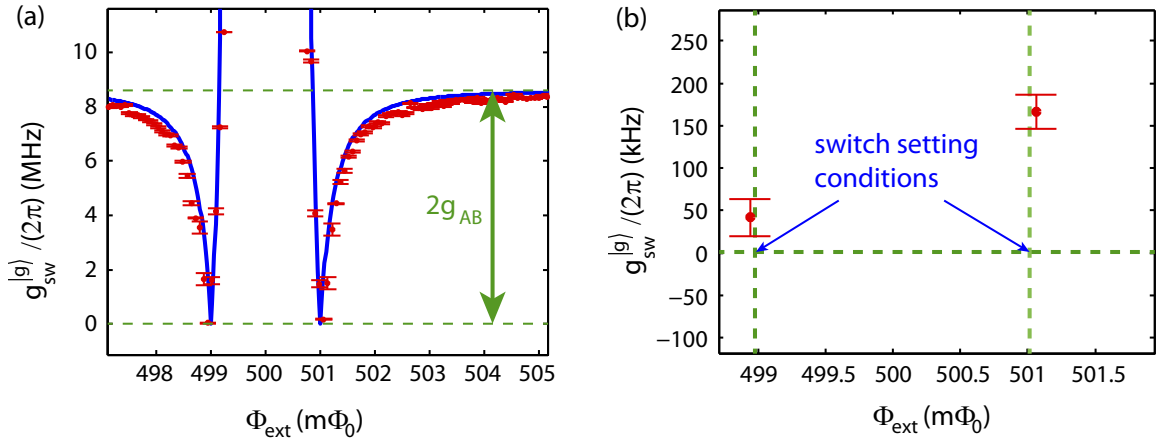 (a)
g_sw^|g⟩/(2π) (MHz)
10
8
6
4
2
0
2g_AB
498 499 500 501 502 503 504 505
Φ_ext (mΦ_0)
(b)
g_sw^|g⟩/(2π) (kHz)
250
200
150
100
50
0
−50
−100
switch setting
conditions
499 499.5 500 500.5 501 501.5
Φ_ext (mΦ_0)